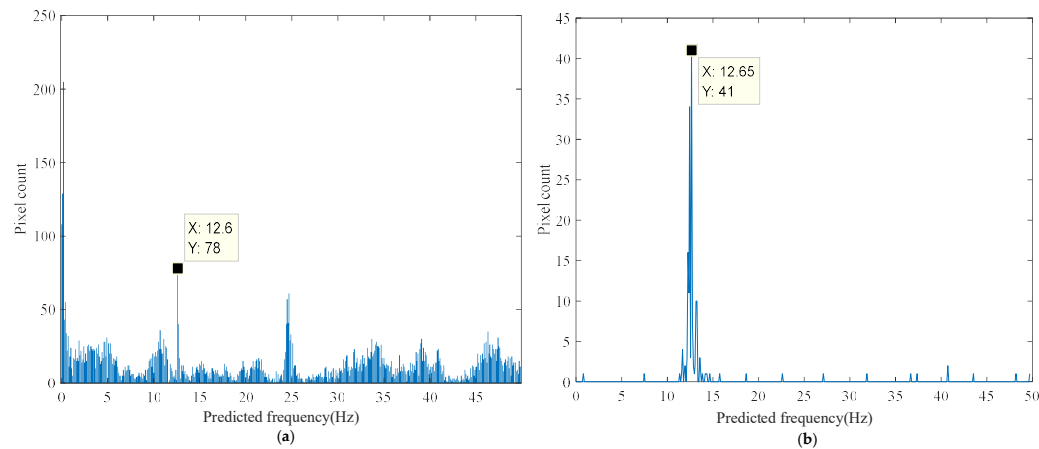 250
200
150
100
50
0
Pixel count
X: 12.6
Y: 78
0 5 10 15 20 25 30 35 40 45
Predicted frequency(Hz)
(a)
45
40
35
30
25
20
15
10
5
0
Pixel count
X: 12.65
Y: 41
0 5 10 15 20 25 30 35 40 45 50
Predicted frequency(Hz)
(b)